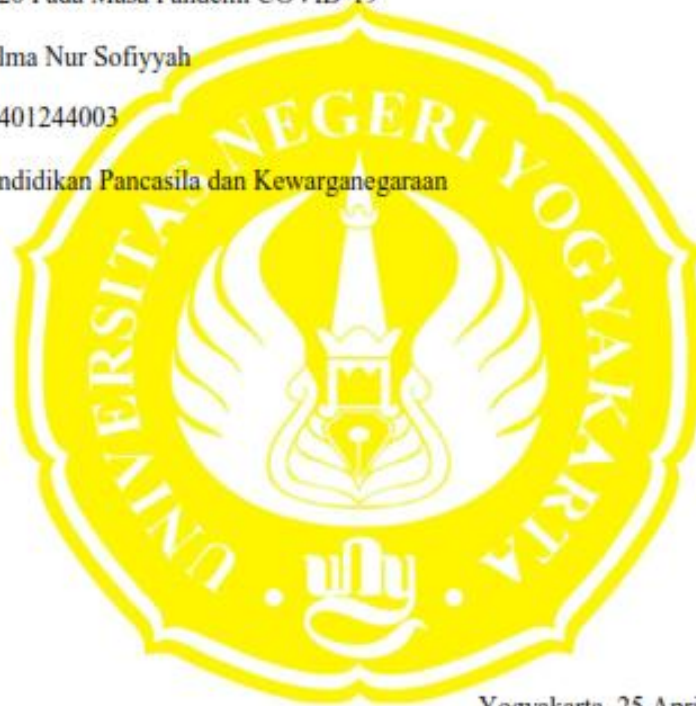 20 Pada Masa Pandemi COVID-19
lma Nur Sofiyyah
401244003
ndidikan Pancasila dan Kewarganegaraan
UNIVERSITAS NEGERI YOGYAKARTA
uny
Yogyakarta, 25 Apri